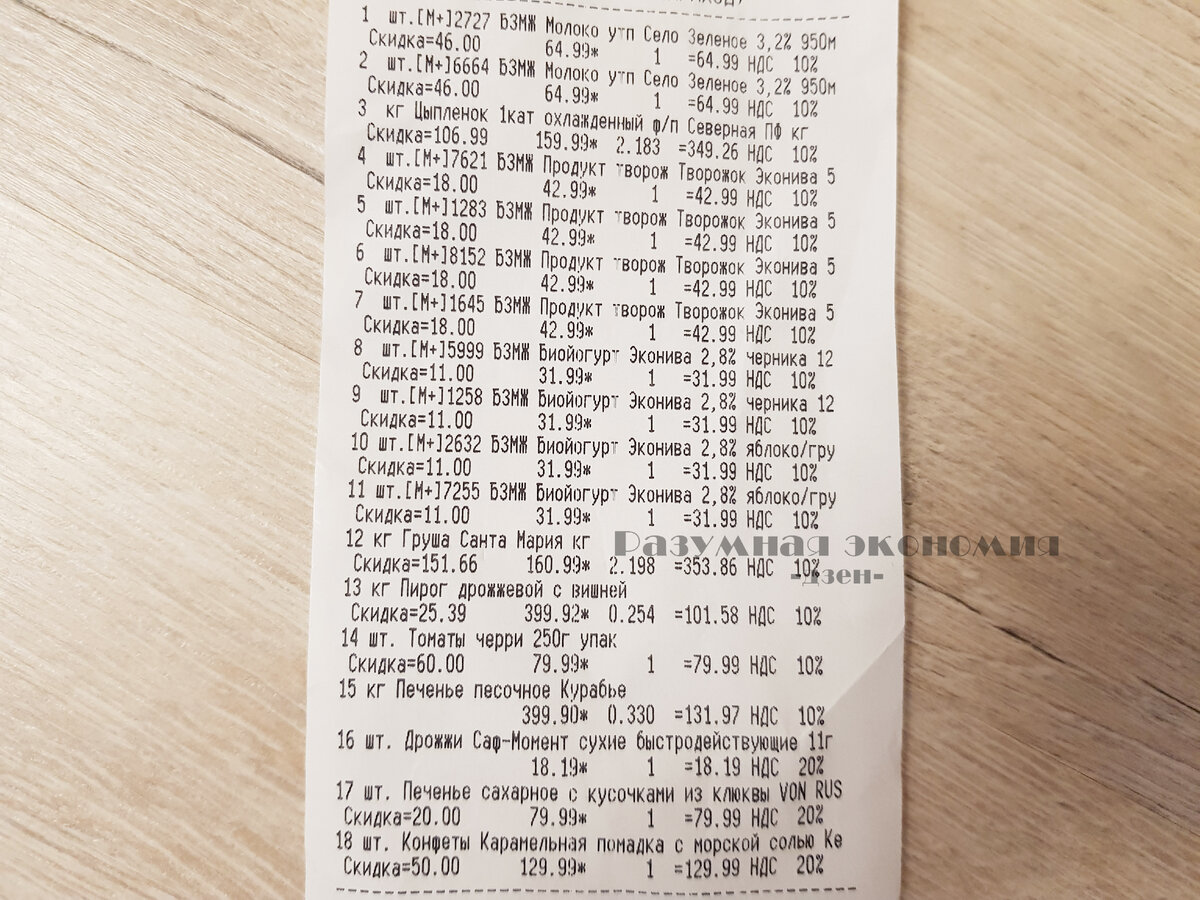 1 шт.[М+]2727 БЗМЖ Молоко утп Село Зеленое 3,2% 950м
Скидка=46.00 64.99* 1 =64.99 НДС 10%
2 шт.[М+]6664 БЗМЖ Молоко утп Село Зеленое 3,2% 950м
Скидка=46.00 64.99* 1 =64.99 НДС 10%
3 кг Цыпленок 1кат охлажденный ф/п Северная ПФ кг
Скидка=106.99 159.99* 2.183 =349.26 НДС 10%
4 шт.[М+]7621 БЗМЖ Продукт творож Творожок Эконива 5
Скидка=18.00 42.99* 1 =42.99 НДС 10%
5 шт.[М+]1283 БЗМЖ Продукт творож Творожок Эконива 5
Скидка=18.00 42.99* 1 =42.99 НДС 10%
6 шт.[М+]8152 БЗМЖ Продукт творож Творожок Эконива 5
Скидка=18.00 42.99* 1 =42.99 НДС 10%
7 шт.[М+]1645 БЗМЖ Продукт творож Творожок Эконива 5
Скидка=18.00 42.99* 1 =42.99 НДС 10%
8 шт.[М+]5999 БЗМЖ Биойогурт Эконива 2,8% черника 12
Скидка=11.00 31.99* 1 =31.99 НДС 10%
9 шт.[М+]1258 БЗМЖ Биойогурт Эконива 2,8% черника 12
Скидка=11.00 31.99* 1 =31.99 НДС 10%
10 шт.[М+]2632 БЗМЖ Биойогурт Эконива 2,8% яблоко/гру
Скидка=11.00 31.99* 1 =31.99 НДС 10%
11 шт.[М+]7255 БЗМЖ Биойогурт Эконива 2,8% яблоко/гру
Скидка=11.00 31.99* 1 =31.99 НДС 10%
12 кг Груша Санта Мария кг
Разумная экономия
Скидка=151.66 160.99* 2.198 =353.86 НДС 10%
-дзен-
13 кг Пирог дрожжевой с вишней
Скидка=25.39 399.92* 0.254 =101.58 НДС 10%
14 шт. Томаты черри 250г упак
Скидка=60.00 79.99* 1 =79.99 НДС 10%
15 кг Печенье песочное Курабье
399.90* 0.330 =131.97 НДС 10%
16 шт. Дрожжи Саф-Момент сухие быстродействующие 11г
18.19* 1 =18.19 НДС 20%
17 шт. Печенье сахарное с кусочками из клюквы VON RUS
Скидка=20.00 79.99* 1 =79.99 НДС 20%
18 шт. Конфеты Карамельная помадка с морской солью Ке
Скидка=50.00 129.99* 1 =129.99 НДС 20%